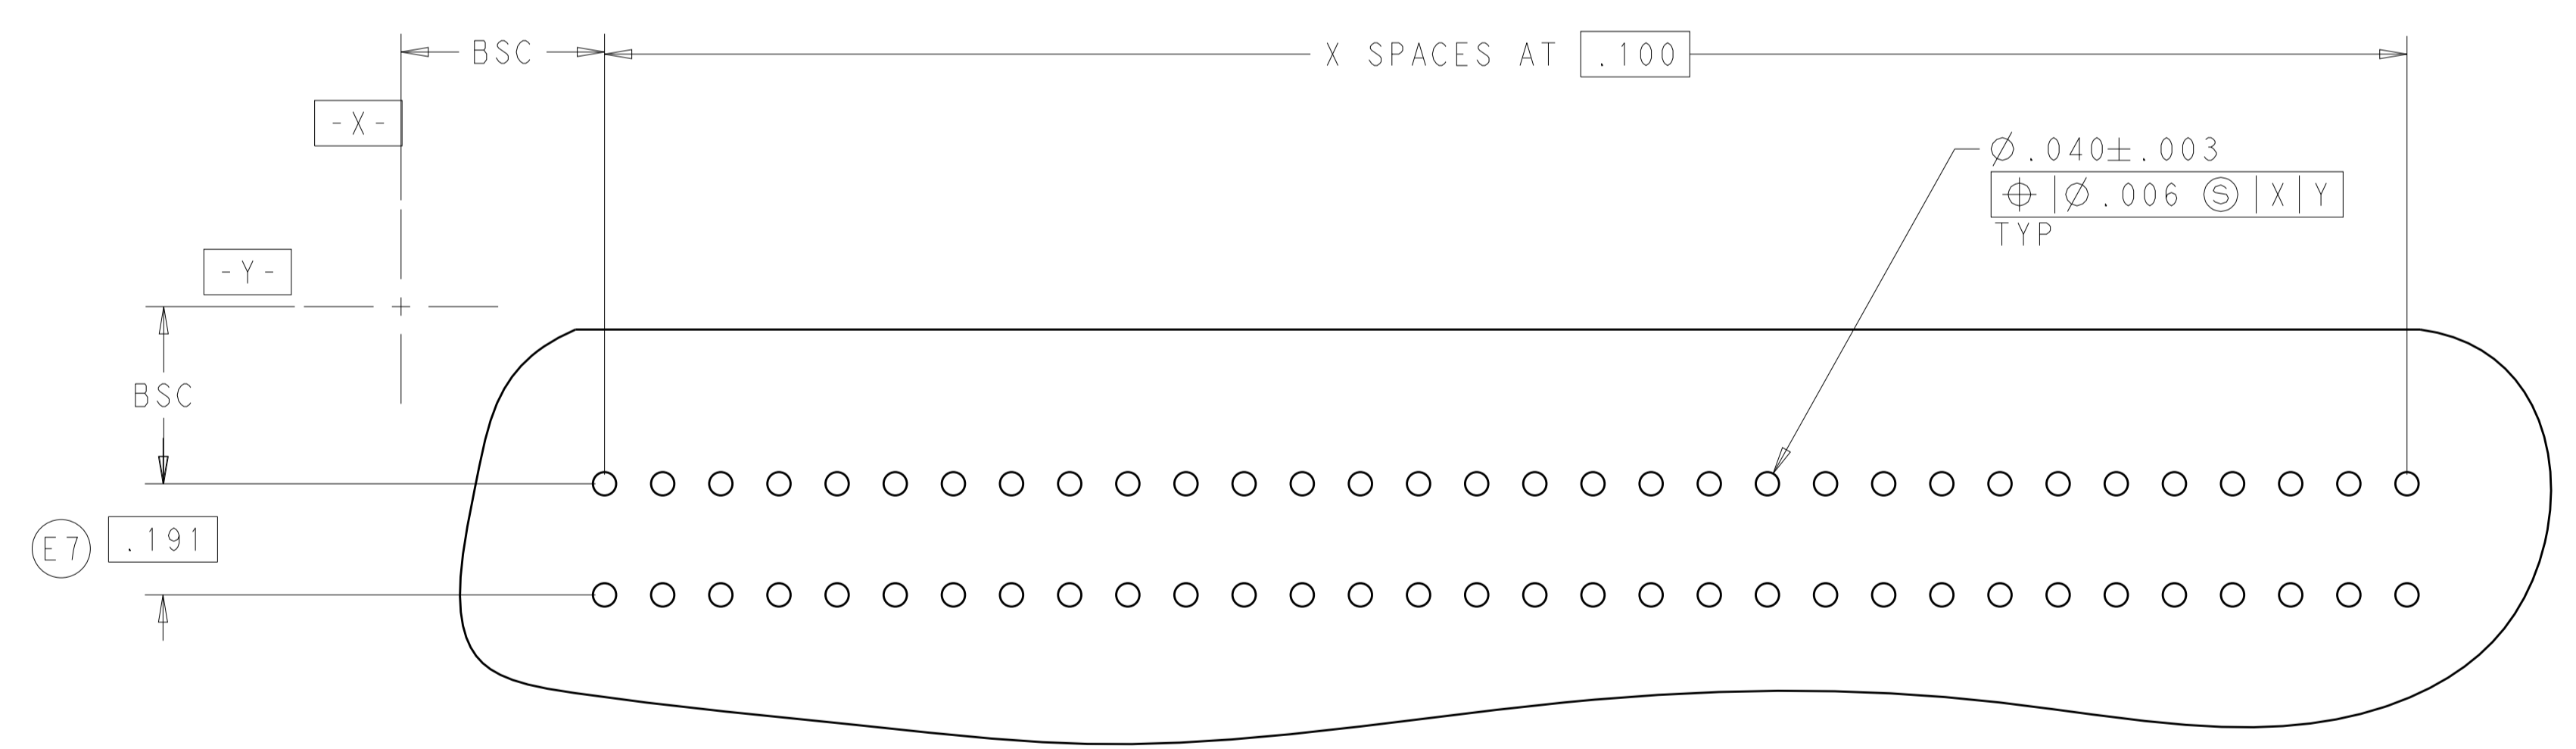 BSC
X SPACES AT .100
-X-
Ø.040±.003
⌖ Ø.006 Ⓢ X Y
TYP
-Y-
BSC
E7 .191